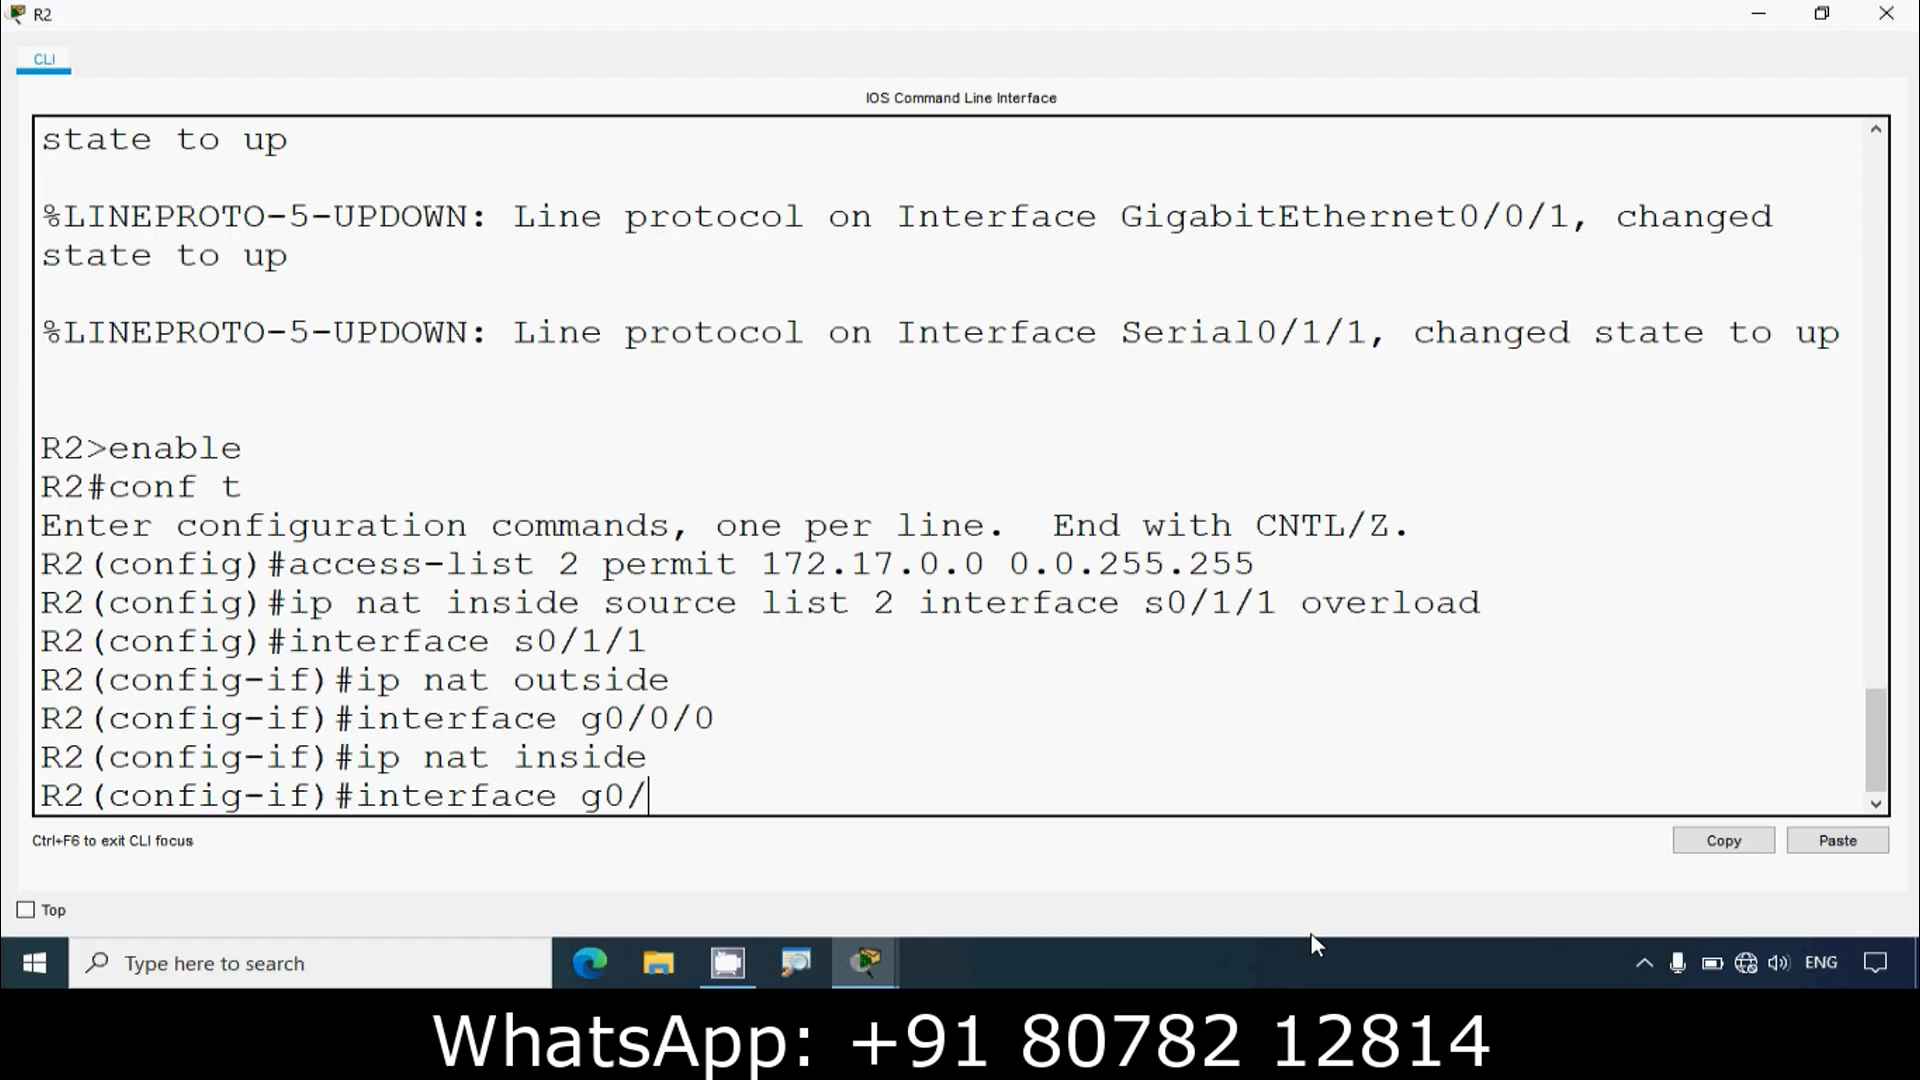 R2
CLI
IOS Command Line Interface
state to up
%LINEPROTO-5-UPDOWN: Line protocol on Interface GigabitEthernet0/0/1, changed
state to up
%LINEPROTO-5-UPDOWN: Line protocol on Interface Serial0/1/1, changed state to up
R2>enable
R2#conf t
Enter configuration commands, one per line.  End with CNTL/Z.
R2(config)#access-list 2 permit 172.17.0.0 0.0.255.255
R2(config)#ip nat inside source list 2 interface s0/1/1 overload
R2(config)#interface s0/1/1
R2(config-if)#ip nat outside
R2(config-if)#interface g0/0/0
R2(config-if)#ip nat inside
R2(config-if)#interface g0/
Ctrl+F6 to exit CLI focus
Copy
Paste
Top
Type here to search
ENG
WhatsApp: +91 80782 12814